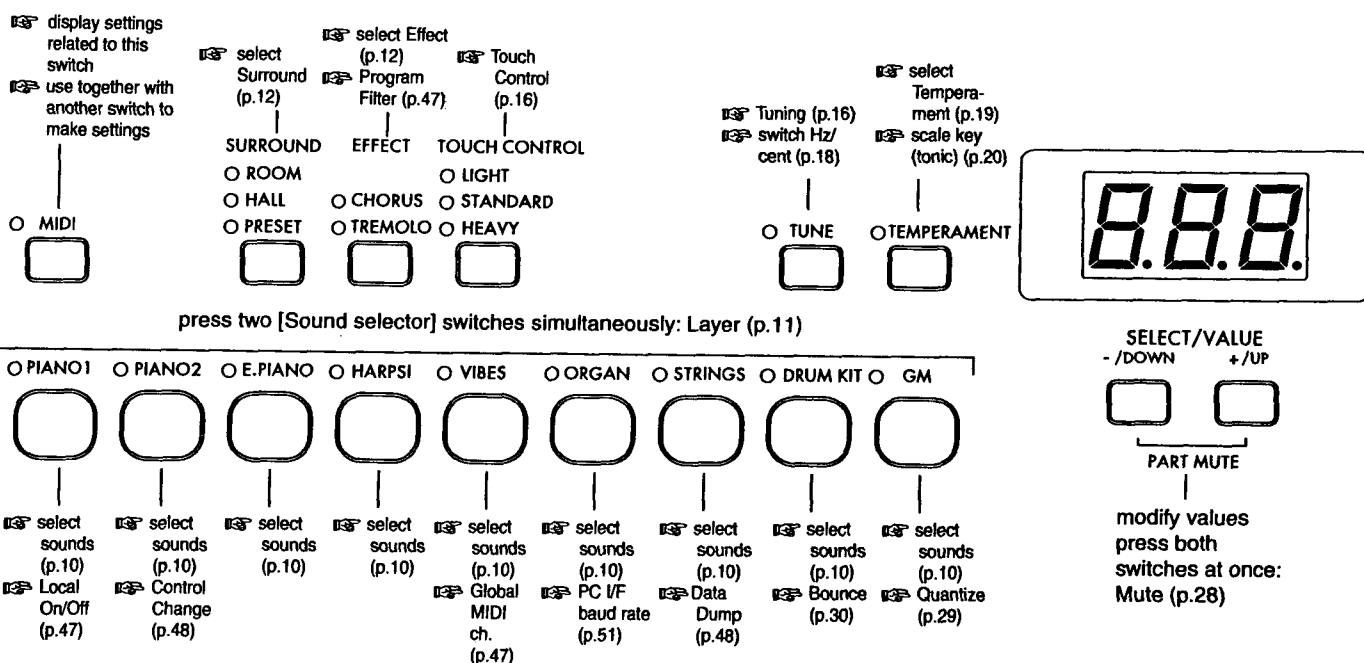 ☞ display settings
related to this
switch
☞ use together with
another switch to
make settings
☞ select
Surround
(p.12)
☞ select Effect
(p.12)
☞ Program
Filter (p.47)
☞ Touch
Control
(p.16)
☞ Tuning (p.16)
☞ switch Hz/
cent (p.18)
☞ select
Tempera-
ment (p.19)
☞ scale key
(tonic) (p.20)
MIDI
SURROUND
ROOM
HALL
PRESET
EFFECT
CHORUS
TREMOLO
TOUCH CONTROL
LIGHT
STANDARD
HEAVY
TUNE
TEMPERAMENT
8.8.8.
press two [Sound selector] switches simultaneously: Layer (p.11)
SELECT/VALUE
- /DOWN +/UP
PART MUTE
modify values
press both
switches at once:
Mute (p.28)
PIANO1 PIANO2 E.PIANO HARPSI VIBES ORGAN STRINGS DRUM KIT GM
☞ select
sounds
(p.10)
☞ Local
On/Off
(p.47)
☞ select
sounds
(p.10)
☞ Control
Change
(p.48)
☞ select
sounds
(p.10)
☞ select
sounds
(p.10)
☞ select
sounds
(p.10)
☞ Global
MIDI
ch.
(p.47)
☞ select
sounds
(p.10)
☞ PC I/F
baud rate
(p.51)
☞ select
sounds
(p.10)
☞ Data
Dump
(p.48)
☞ select
sounds
(p.10)
☞ Bounce
(p.30)
☞ select
sounds
(p.10)
☞ Quantize
(p.29)